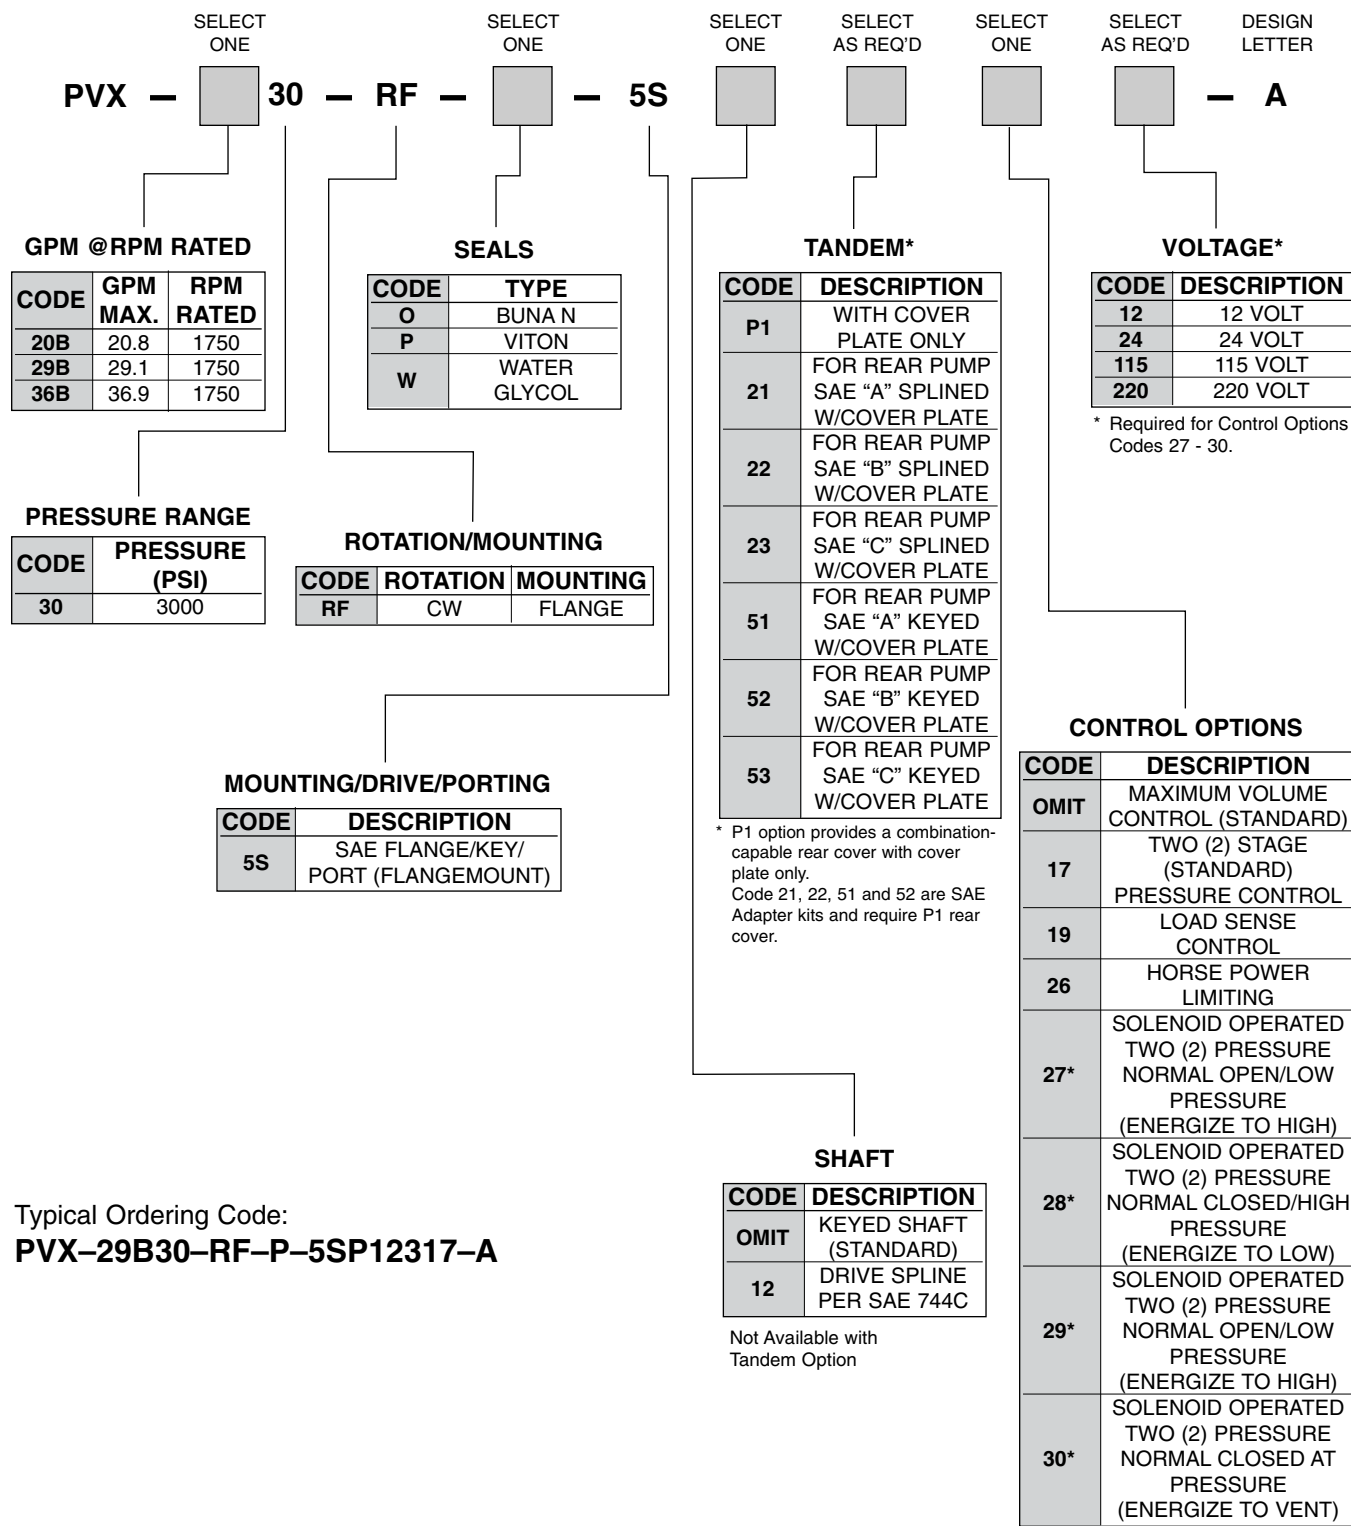 SELECT
ONE
SELECT
ONE
SELECT
ONE
SELECT
AS REQ'D
SELECT
ONE
SELECT
AS REQ'D
DESIGN
LETTER
PVX – 30 – RF – – 5S – A
GPM @RPM RATED
CODE GPM MAX. RPM RATED
20B 20.8 1750
29B 29.1 1750
36B 36.9 1750
PRESSURE RANGE
CODE PRESSURE (PSI)
30 3000
SEALS
CODE TYPE
O BUNA N
P VITON
W WATER
GLYCOL
ROTATION/MOUNTING
CODE ROTATION MOUNTING
RF CW FLANGE
MOUNTING/DRIVE/PORTING
CODE DESCRIPTION
5S SAE FLANGE/KEY/
PORT (FLANGEMOUNT)
TANDEM*
CODE DESCRIPTION
P1 WITH COVER
PLATE ONLY
21 FOR REAR PUMP
SAE “A” SPLINED
W/COVER PLATE
22 FOR REAR PUMP
SAE “B” SPLINED
W/COVER PLATE
23 FOR REAR PUMP
SAE “C” SPLINED
W/COVER PLATE
51 FOR REAR PUMP
SAE “A” KEYED
W/COVER PLATE
52 FOR REAR PUMP
SAE “B” KEYED
W/COVER PLATE
53 FOR REAR PUMP
SAE “C” KEYED
W/COVER PLATE
* P1 option provides a combination-
capable rear cover with cover
plate only.
Code 21, 22, 51 and 52 are SAE
Adapter kits and require P1 rear
cover.
VOLTAGE*
CODE DESCRIPTION
12 12 VOLT
24 24 VOLT
115 115 VOLT
220 220 VOLT
* Required for Control Options
Codes 27 - 30.
CONTROL OPTIONS
CODE DESCRIPTION
OMIT MAXIMUM VOLUME
CONTROL (STANDARD)
17 TWO (2) STAGE
(STANDARD)
PRESSURE CONTROL
19 LOAD SENSE
CONTROL
26 HORSE POWER
LIMITING
27* SOLENOID OPERATED
TWO (2) PRESSURE
NORMAL OPEN/LOW
PRESSURE
(ENERGIZE TO HIGH)
28* SOLENOID OPERATED
TWO (2) PRESSURE
NORMAL CLOSED/HIGH
PRESSURE
(ENERGIZE TO LOW)
29* SOLENOID OPERATED
TWO (2) PRESSURE
NORMAL OPEN/LOW
PRESSURE
(ENERGIZE TO HIGH)
30* SOLENOID OPERATED
TWO (2) PRESSURE
NORMAL CLOSED AT
PRESSURE
(ENERGIZE TO VENT)
SHAFT
CODE DESCRIPTION
OMIT KEYED SHAFT
(STANDARD)
12 DRIVE SPLINE
PER SAE 744C
Not Available with
Tandem Option
Typical Ordering Code:
PVX–29B30–RF–P–5SP12317–A